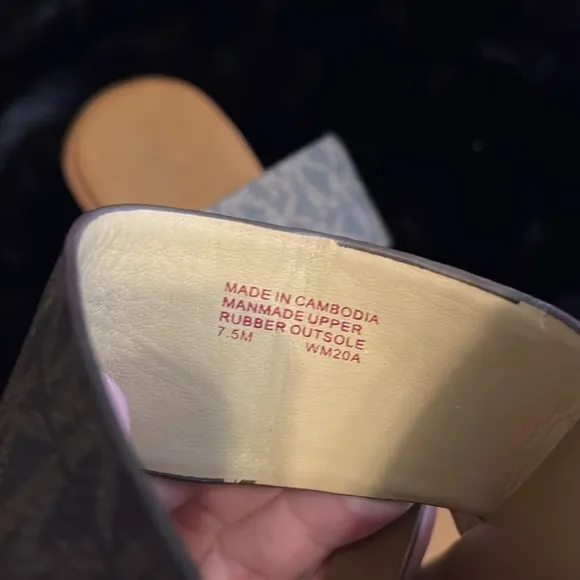 MADE IN CAMBODIA
MANMADE UPPER
RUBBER OUTSOLE
7.5M WM20A